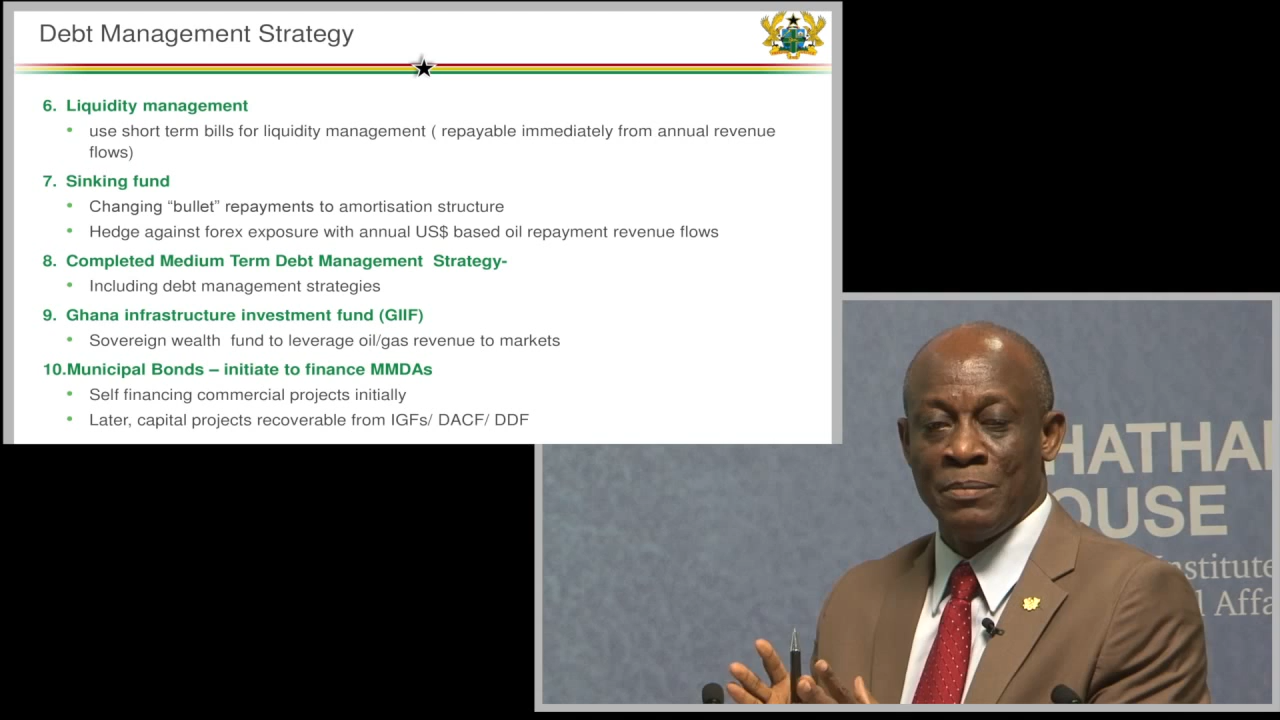 Debt Management Strategy
6. Liquidity management
• use short term bills for liquidity management ( repayable immediately from annual revenue
flows)
7. Sinking fund
• Changing “bullet” repayments to amortisation structure
• Hedge against forex exposure with annual US$ based oil repayment revenue flows
8. Completed Medium Term Debt Management Strategy-
• Including debt management strategies
9. Ghana infrastructure investment fund (GIIF)
• Sovereign wealth fund to leverage oil/gas revenue to markets
10.Municipal Bonds – initiate to finance MMDAs
• Self financing commercial projects initially
• Later, capital projects recoverable from IGFs/ DACF/ DDF
HATHA
OUSE
Institute
l Affa